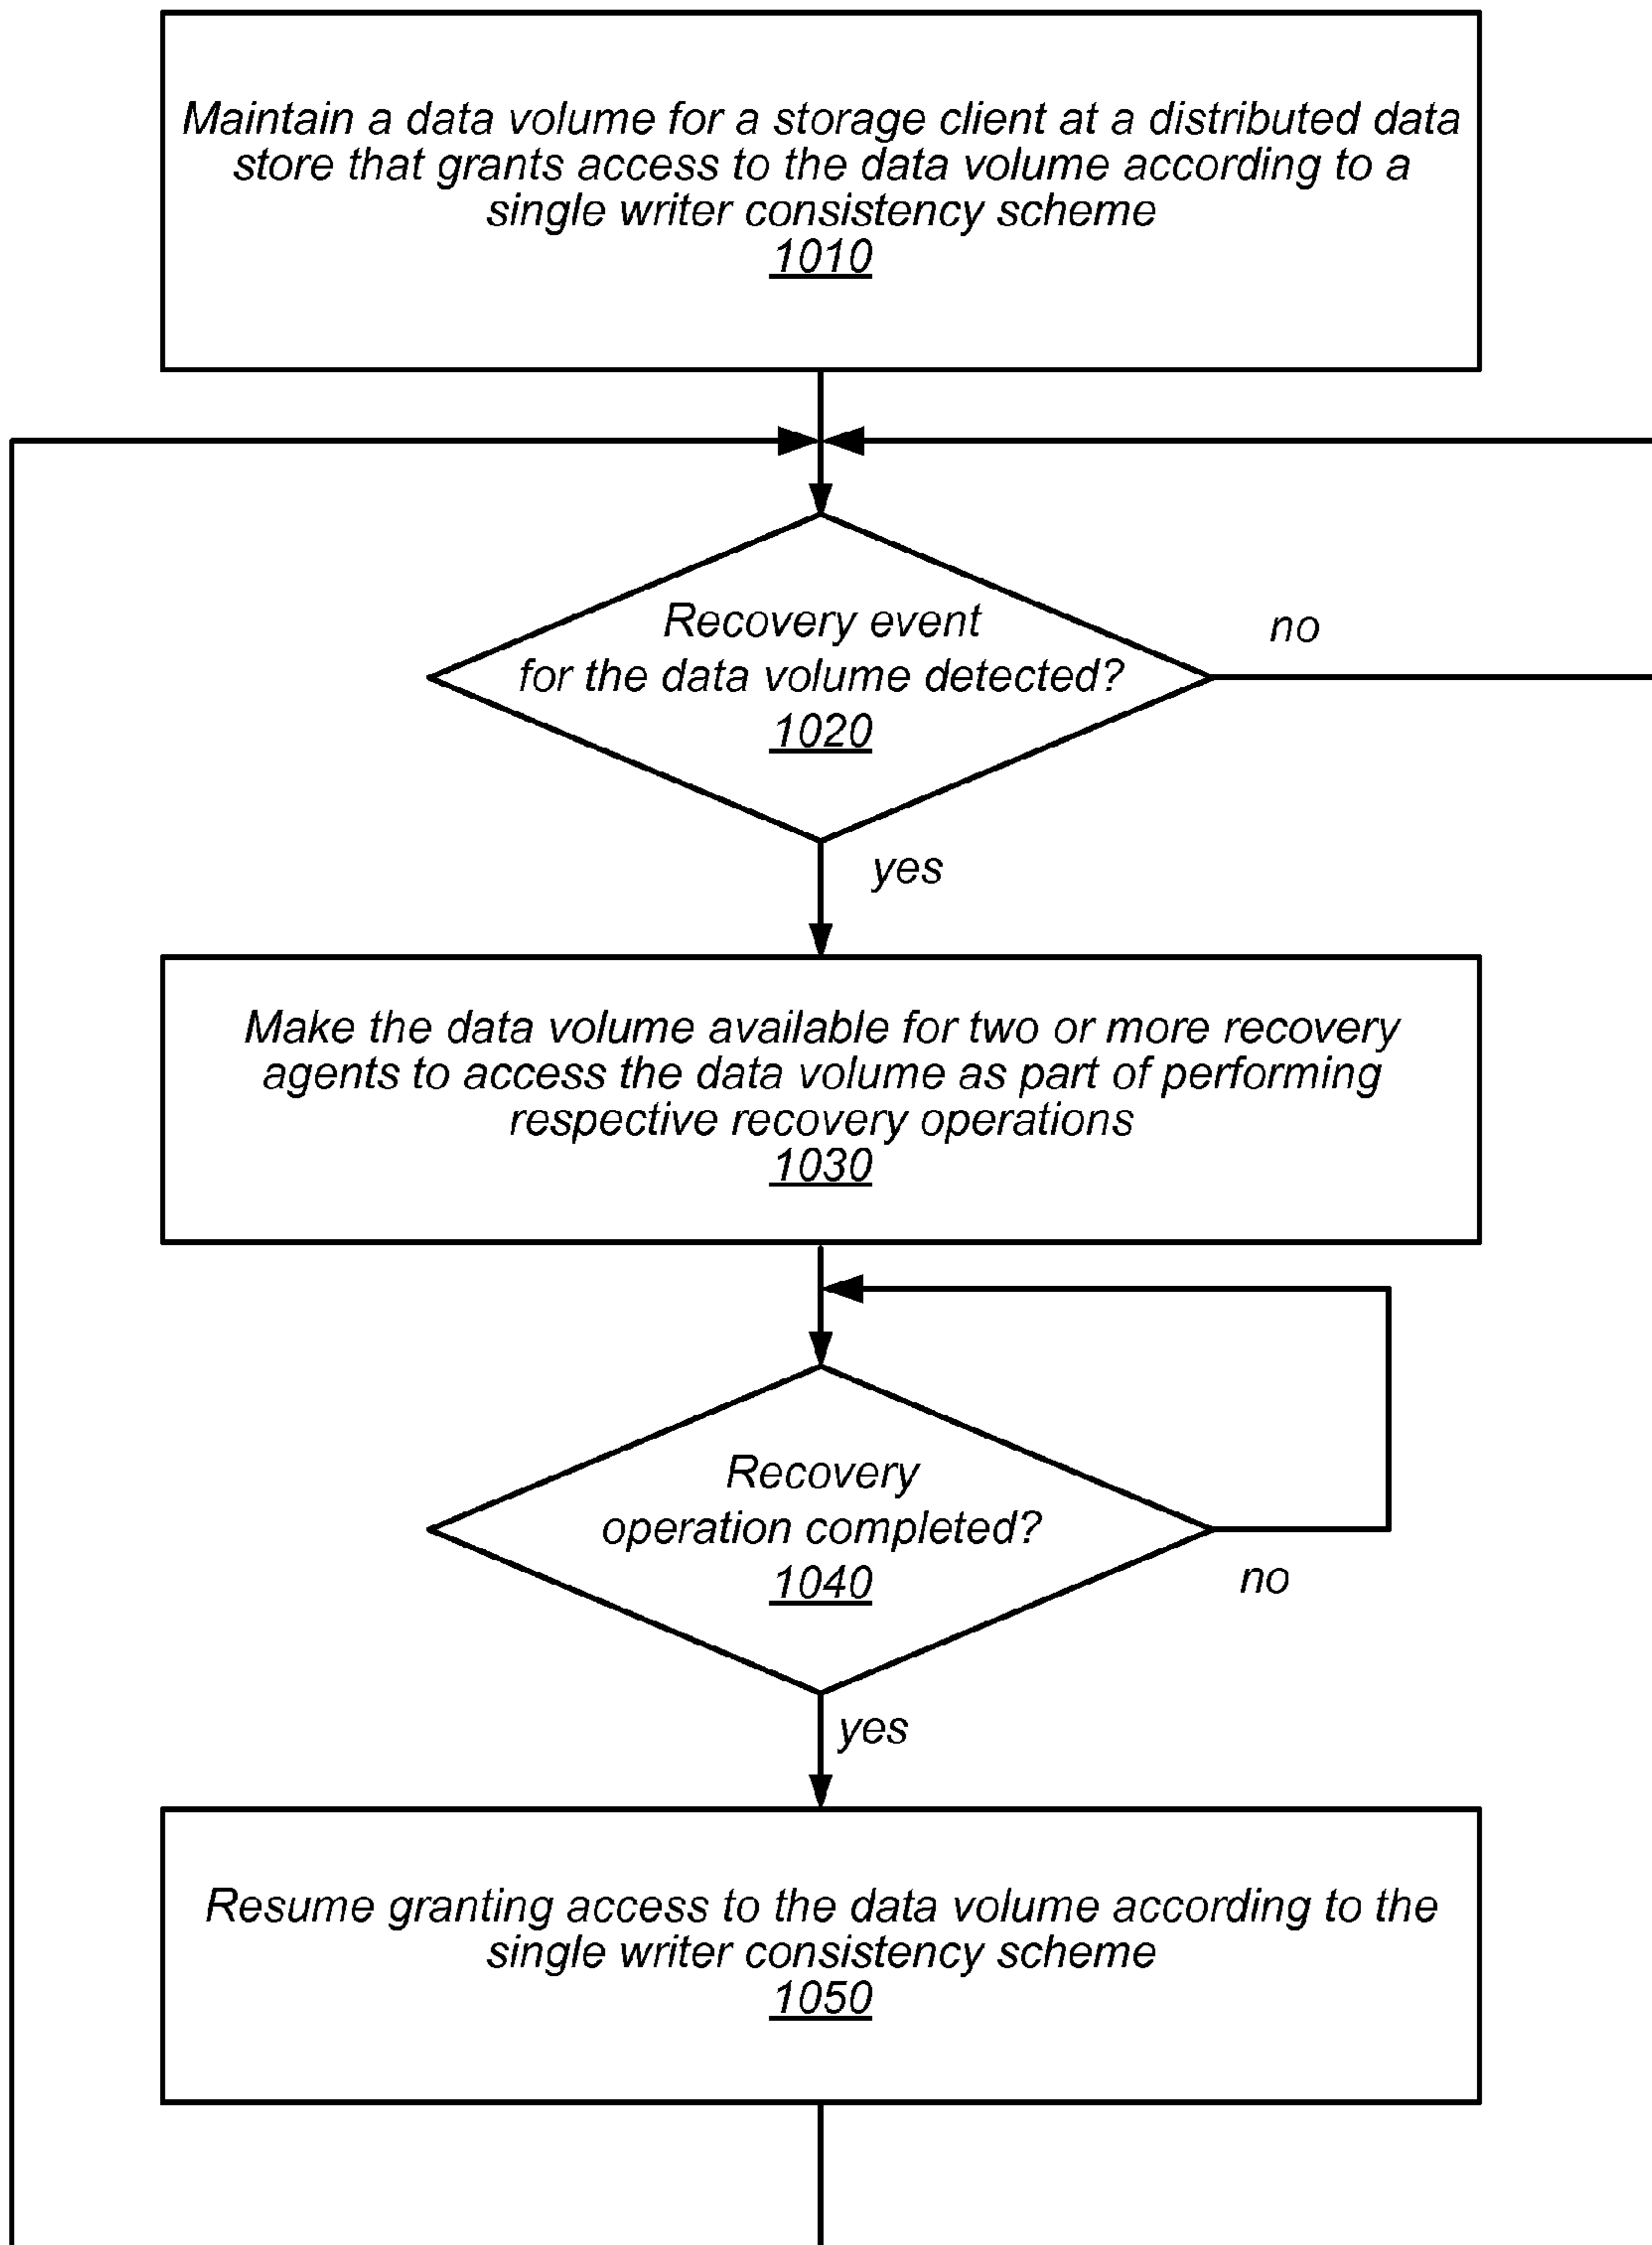 Maintain a data volume for a storage client at a distributed data
store that grants access to the data volume according to a
single writer consistency scheme
1010
Recovery event
for the data volume detected?
1020
no
yes
Make the data volume available for two or more recovery
agents to access the data volume as part of performing
respective recovery operations
1030
Recovery
operation completed?
1040
no
yes
Resume granting access to the data volume according to the
single writer consistency scheme
1050